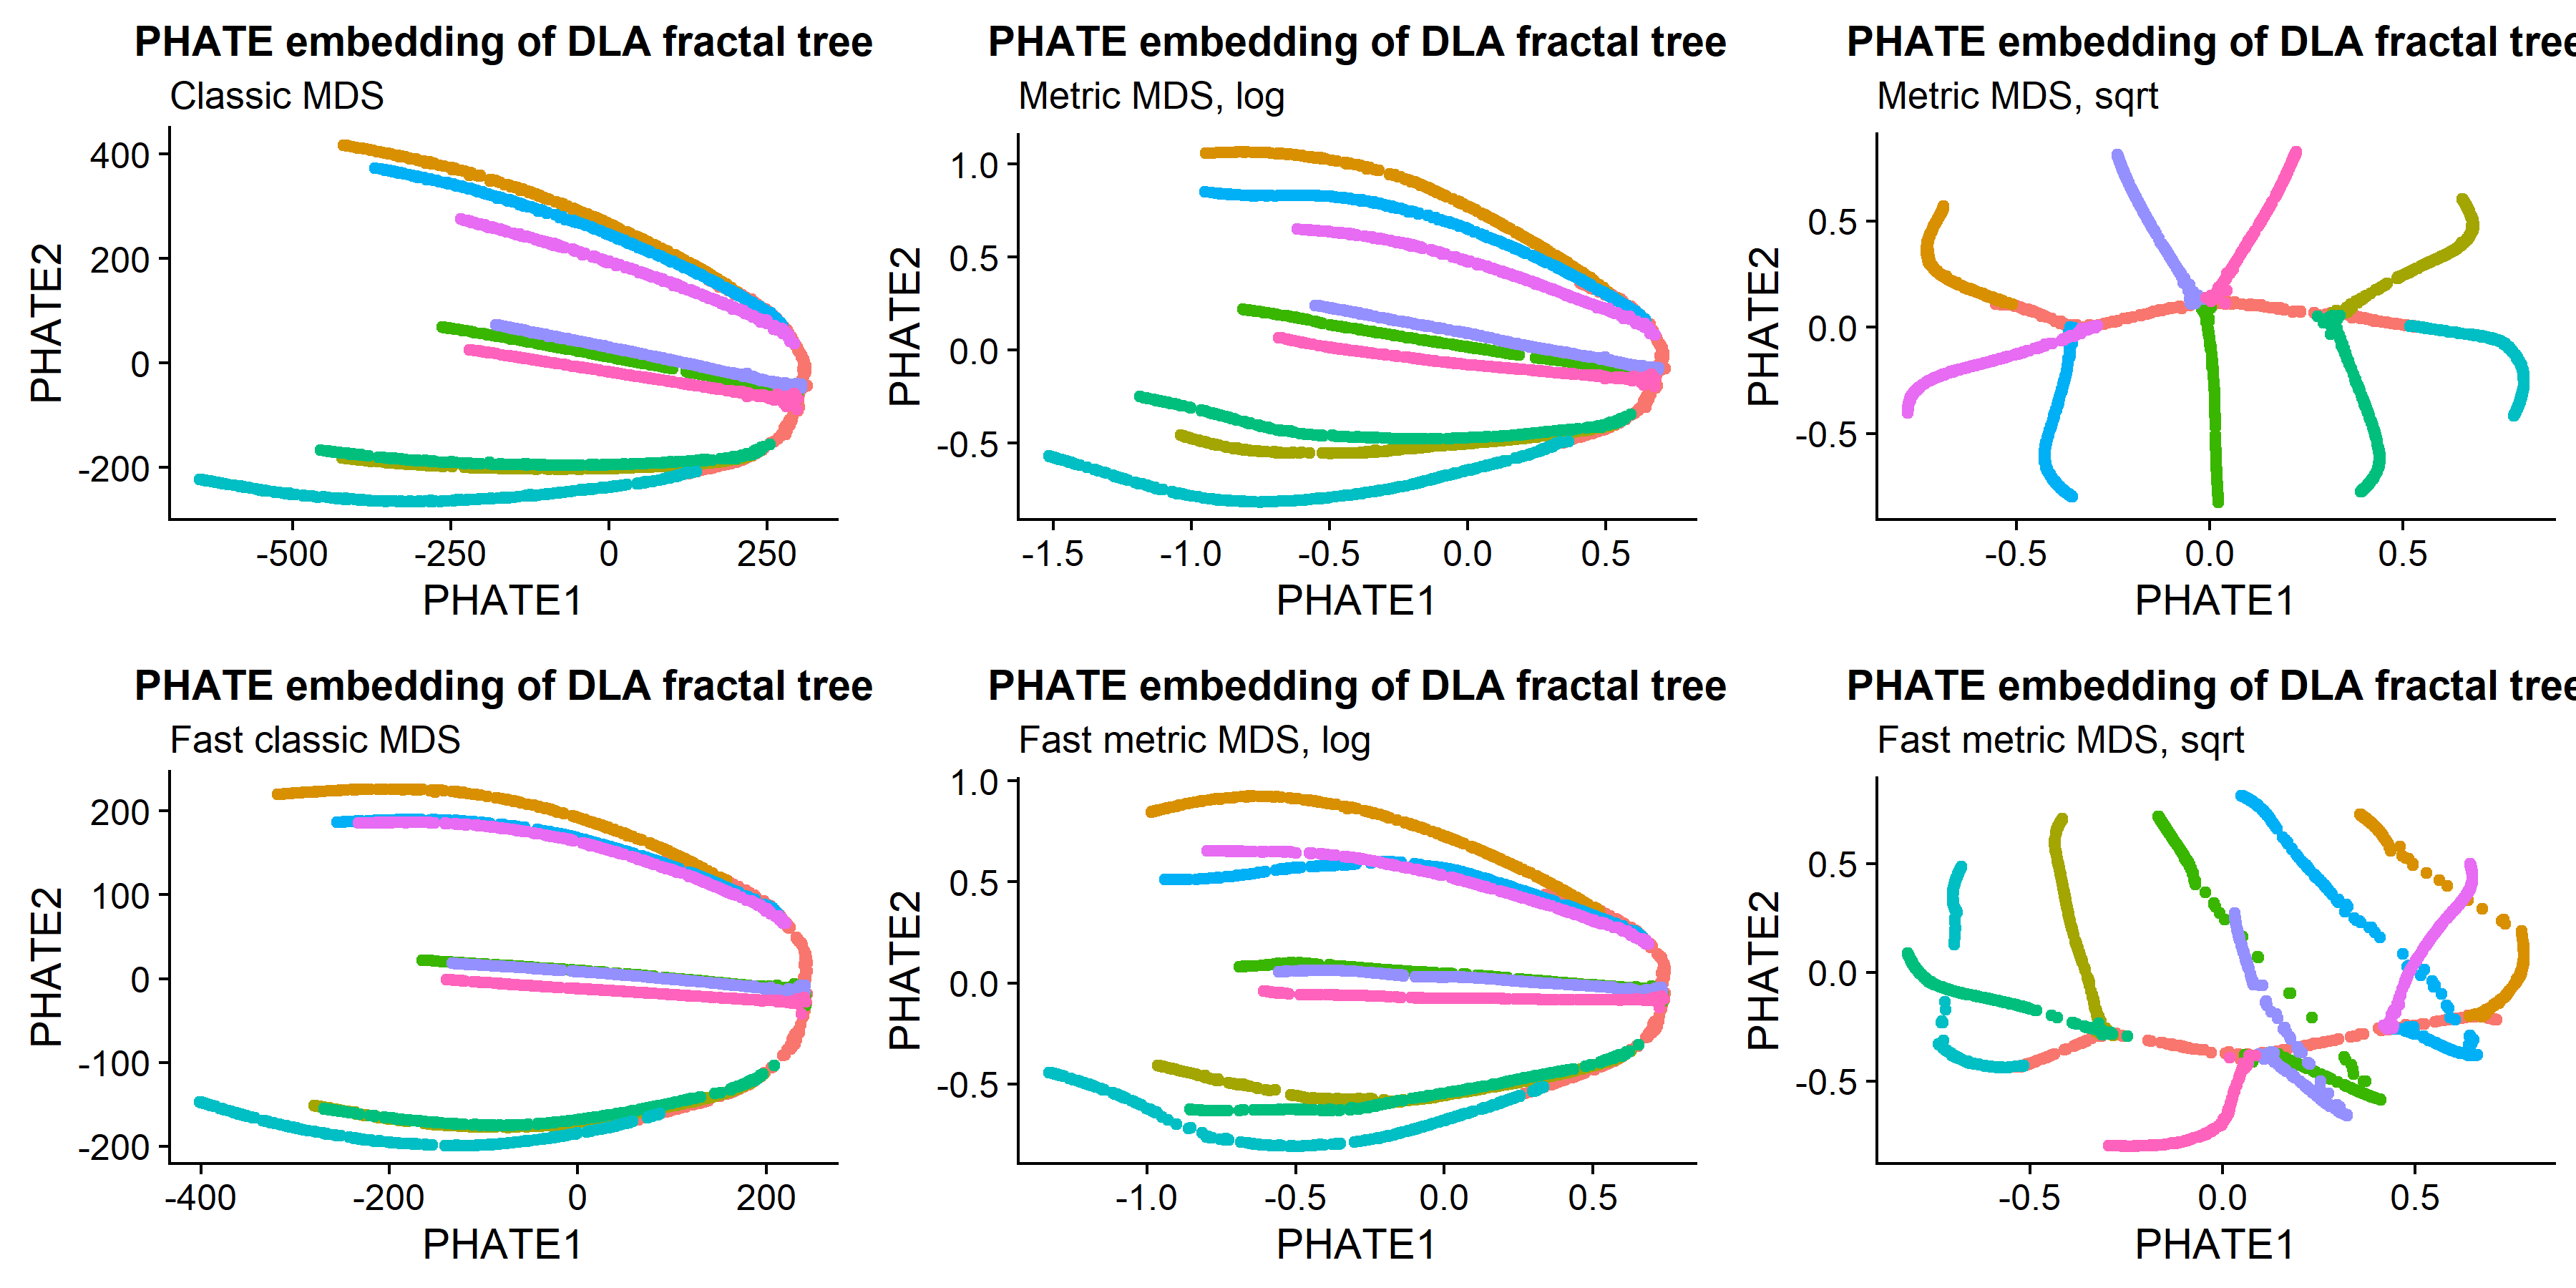 PHATE embedding of DLA fractal tree
Classic MDS
400
200
0
-200
PHATE2
-500 -250 0 250
PHATE1
PHATE embedding of DLA fractal tree
Metric MDS, log
1.0
0.5
0.0
-0.5
PHATE2
-1.5 -1.0 -0.5 0.0 0.5
PHATE1
PHATE embedding of DLA fractal tree
Metric MDS, sqrt
0.5
0.0
-0.5
PHATE2
-0.5 0.0 0.5
PHATE1
PHATE embedding of DLA fractal tree
Fast classic MDS
200
100
0
-100
-200
PHATE2
-400 -200 0 200
PHATE1
PHATE embedding of DLA fractal tree
Fast metric MDS, log
1.0
0.5
0.0
-0.5
PHATE2
-1.0 -0.5 0.0 0.5
PHATE1
PHATE embedding of DLA fractal tree
Fast metric MDS, sqrt
0.5
0.0
-0.5
PHATE2
-0.5 0.0 0.5
PHATE1